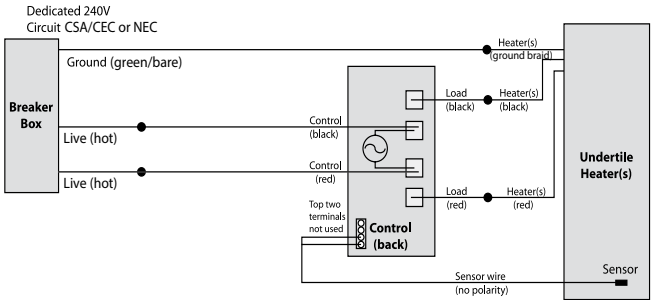 Dedicated 240V
Circuit CSA/CEC or NEC
Heater(s)
(ground braid)
Ground (green/bare)
Breaker
Box
Load
(black)
Heater(s)
(black)
Control
(black)
Live (hot)
Control
(red)
Live (hot)
Undertile
Heater(s)
Load
(red)
Heater(s)
(red)
Top two
terminals
not used
Control
(back)
Sensor
Sensor wire
(no polarity)